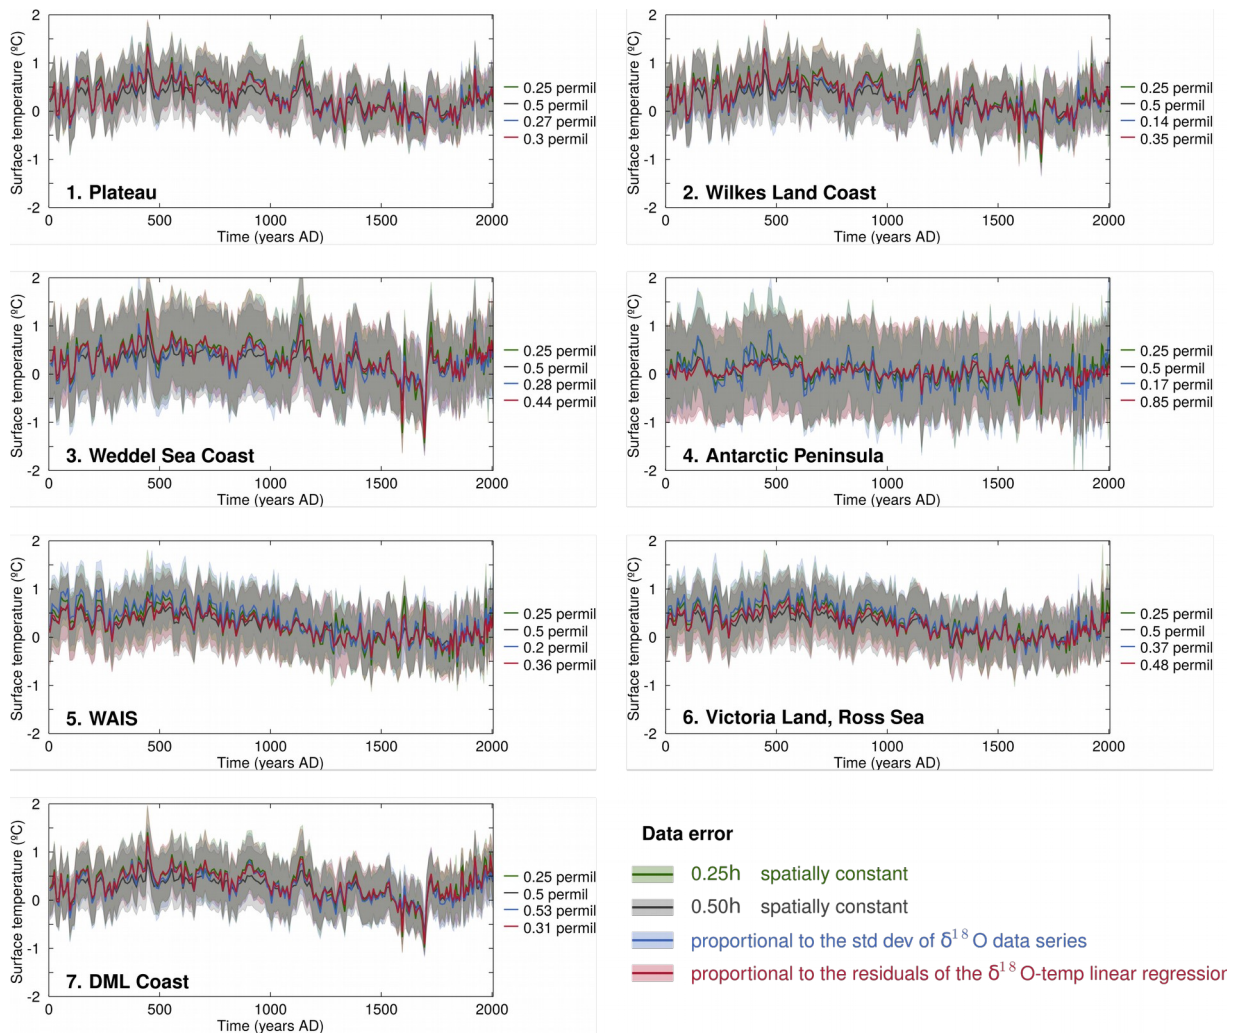 Surface temperature (ºC)
2
1
0
-1
-2
0
500
1000
1500
2000
Time (years AD)
1. Plateau
0.25 permil
0.5 permil
0.27 permil
0.3 permil
Surface temperature (ºC)
2
1
0
-1
-2
0
500
1000
1500
2000
Time (years AD)
2. Wilkes Land Coast
0.25 permil
0.5 permil
0.14 permil
0.35 permil
Surface temperature (ºC)
2
1
0
-1
-2
0
500
1000
1500
2000
Time (years AD)
3. Weddel Sea Coast
0.25 permil
0.5 permil
0.28 permil
0.44 permil
Surface temperature (ºC)
2
1
0
-1
-2
0
500
1000
1500
2000
Time (years AD)
4. Antarctic Peninsula
0.25 permil
0.5 permil
0.17 permil
0.85 permil
Surface temperature (ºC)
2
1
0
-1
-2
0
500
1000
1500
2000
Time (years AD)
5. WAIS
0.25 permil
0.5 permil
0.2 permil
0.36 permil
Surface temperature (ºC)
2
1
0
-1
-2
0
500
1000
1500
2000
Time (years AD)
6. Victoria Land, Ross Sea
0.25 permil
0.5 permil
0.37 permil
0.48 permil
Surface temperature (ºC)
2
1
0
-1
-2
0
500
1000
1500
2000
Time (years AD)
7. DML Coast
0.25 permil
0.5 permil
0.53 permil
0.31 permil
Data error
0.25h spatially constant
0.50h spatially constant
proportional to the std dev of δ¹⁸O data series
proportional to the residuals of the δ¹⁸O-temp linear regression